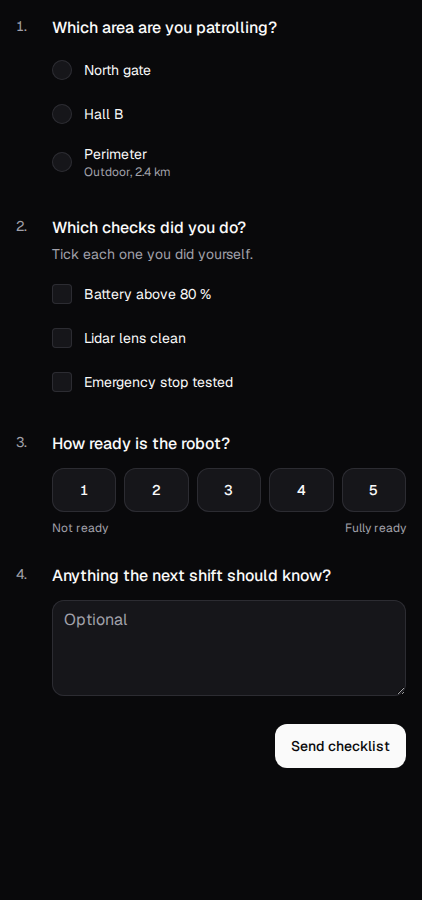 1. Which area are you patrolling?
North gate
Hall B
Perimeter
Outdoor, 2.4 km
2. Which checks did you do?
Tick each one you did yourself.
Battery above 80 %
Lidar lens clean
Emergency stop tested
3. How ready is the robot?
1 2 3 4 5
Not ready Fully ready
4. Anything the next shift should know?
Optional
Send checklist